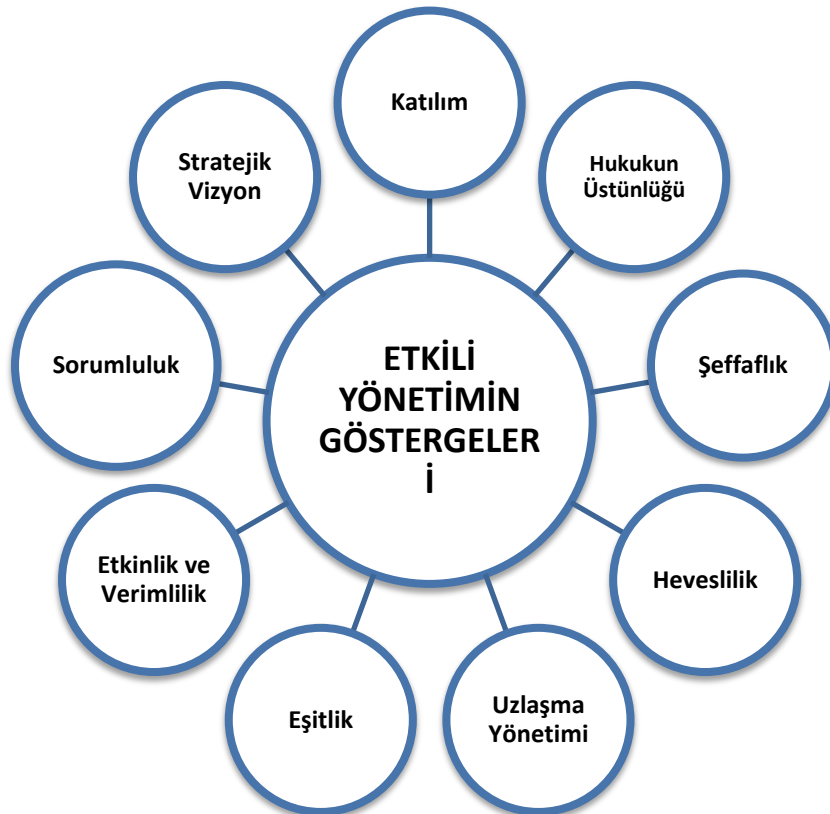 Katılım
Hukukun
Üstünlüğü
Şeffaflık
Heveslilik
Uzlaşma
Yönetimi
Eşitlik
Etkinlik ve
Verimlilik
Sorumluluk
Stratejik
Vizyon
ETKİLİ
YÖNETİMİN
GÖSTERGELER
İ